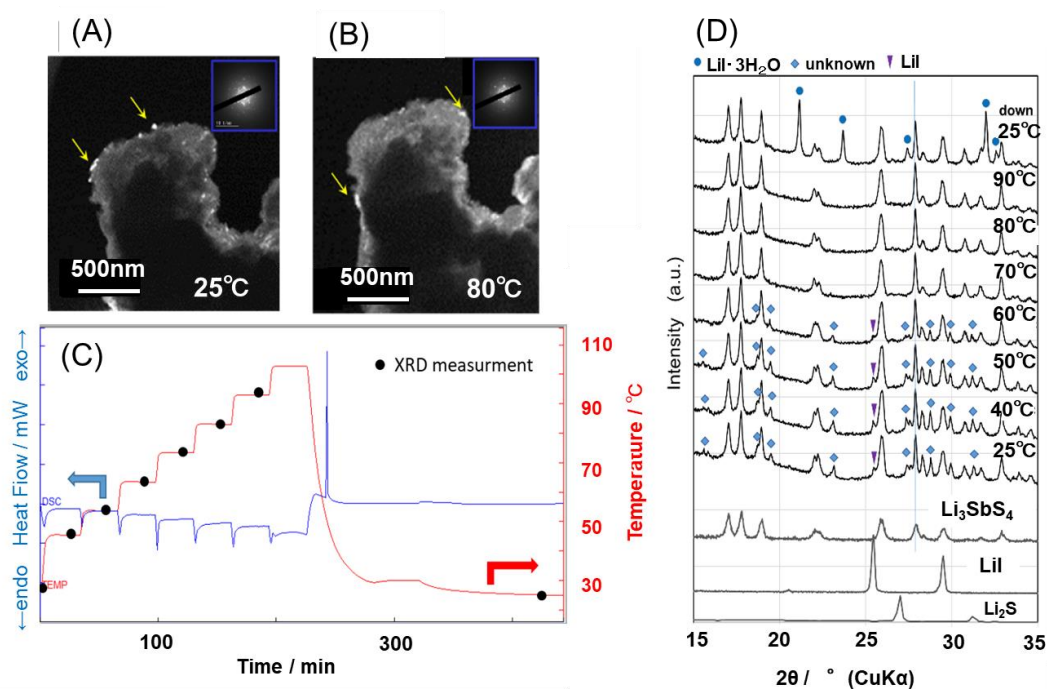 (A)
500nm
25℃
(B)
500nm
80℃
(C)
● XRD measurment
←endo Heat Flow / mW exo→
DSC
TEMP
110
90
70
50
30
Temperature / ℃
100
300
Time / min
(D)
● LiI・3H₂O ◆ unknown ▼ LiI
down
25℃
90℃
80℃
70℃
60℃
50℃
40℃
25℃
Li₃SbS₄
LiI
Li₂S
Intensity (a.u.)
15
20
25
30
35
2θ / ° (CuKα)